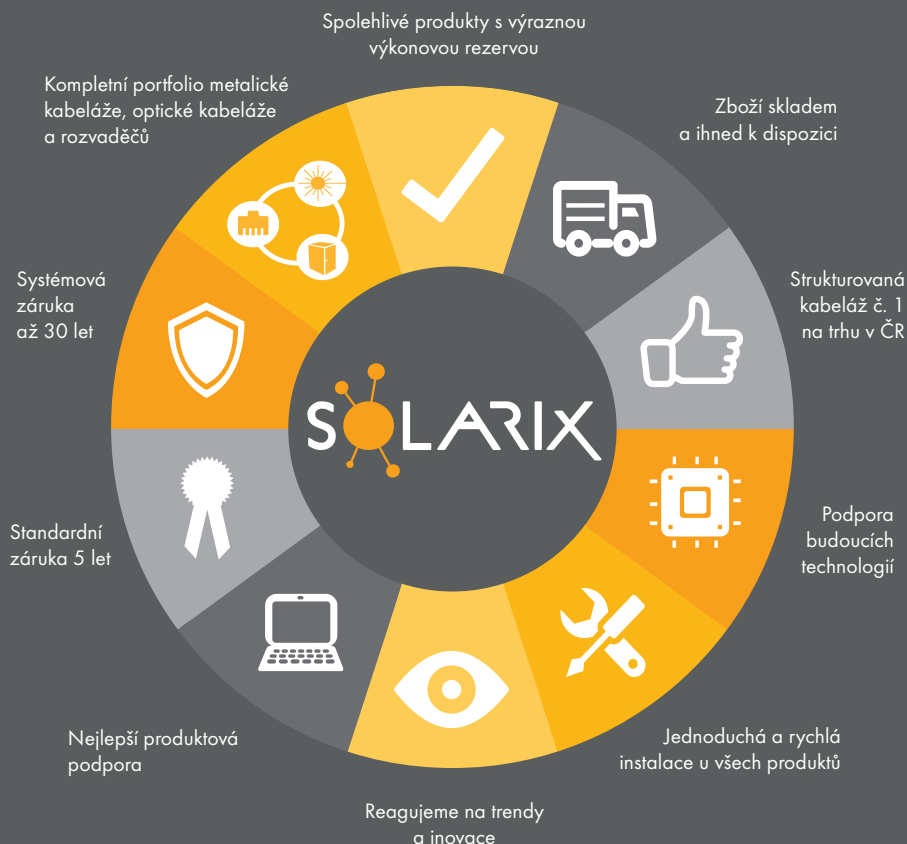 Spolehlivé produkty s výraznou
výkonovou rezervou
Kompletní portfolio metalické
kabeláže, optické kabeláže
a rozvaděčů
Zboží skladem
a ihned k dispozici
Systémová
záruka
až 30 let
Strukturovaná
kabeláž č. 1
na trhu v ČR
SOLARIX
Standardní
záruka 5 let
Podpora
budoucích
technologií
Nejlepší produktová
podpora
Jednoduchá a rychlá
instalace u všech produktů
Reagujeme na trendy
a inovace